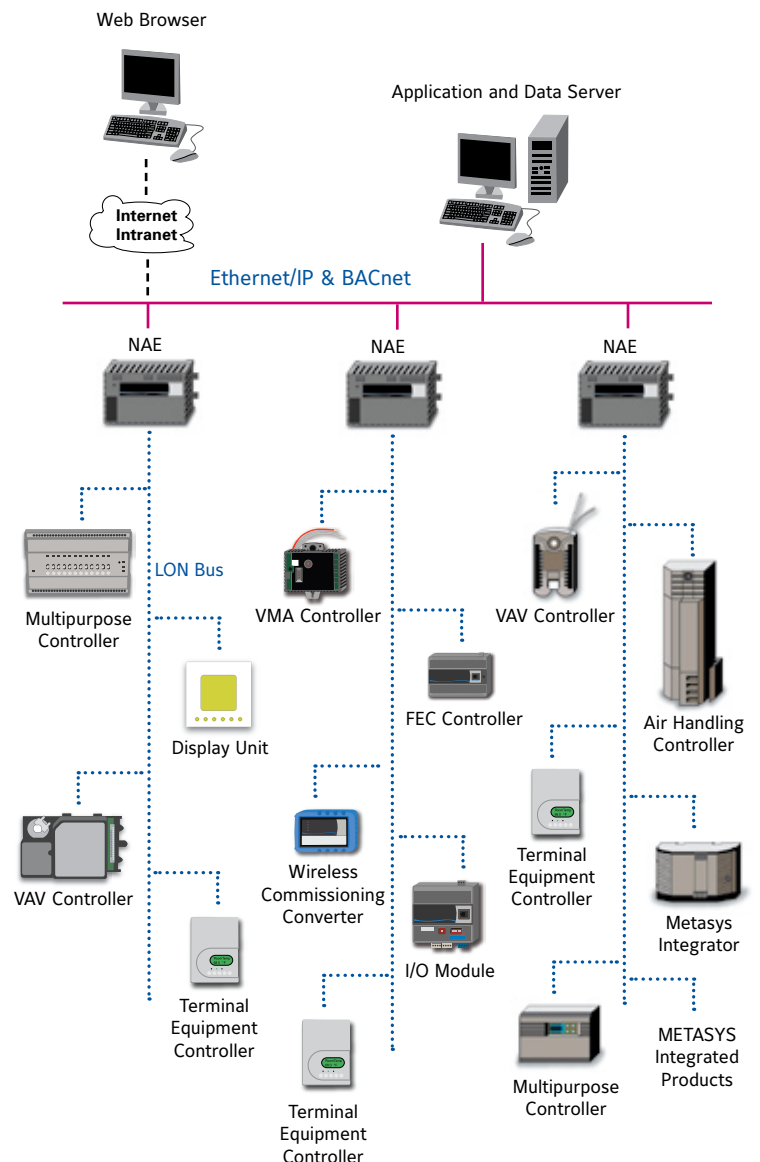 Web Browser
Application and Data Server
Internet
Intranet
Ethernet/IP & BACnet
NAE
NAE
NAE
LON Bus
Multipurpose
Controller
VMA Controller
VAV Controller
FEC Controller
Air Handling
Controller
Display Unit
VAV Controller
Wireless
Commissioning
Converter
Terminal
Equipment
Controller
Metasys
Integrator
I/O Module
Terminal
Equipment
Controller
Multipurpose
Controller
METASYS
Integrated
Products
Terminal
Equipment
Controller